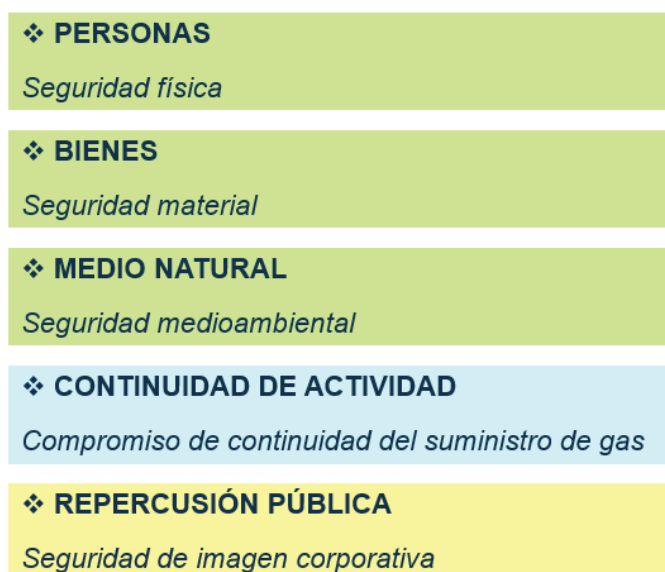 ❖ PERSONAS
Seguridad física
❖ BIENES
Seguridad material
❖ MEDIO NATURAL
Seguridad medioambiental
❖ CONTINUIDAD DE ACTIVIDAD
Compromiso de continuidad del suministro de gas
❖ REPERCUSIÓN PÚBLICA
Seguridad de imagen corporativa